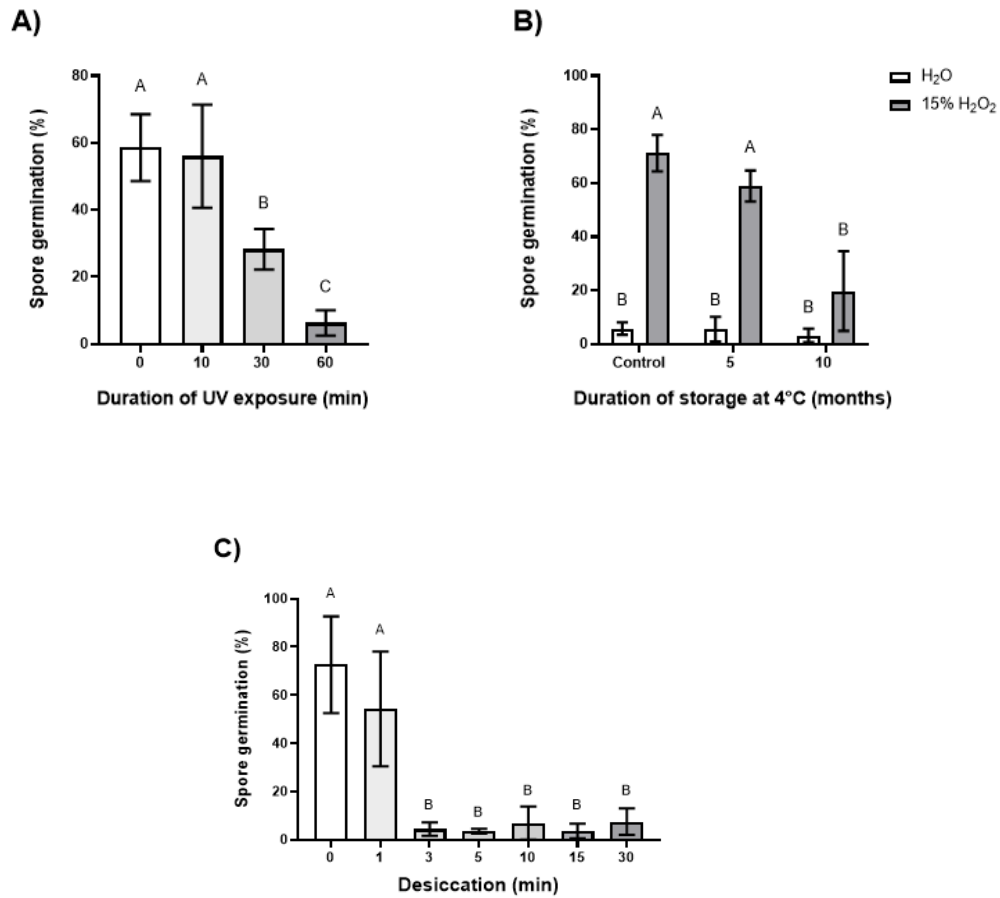 A)
80
60
40
20
0
Spore germination (%)
A
A
B
C
0 10 30 60
Duration of UV exposure (min)
B)
100
80
60
40
20
0
Spore germination (%)
B A
B A
B B
Control 5 10
Duration of storage at 4°C (months)
H₂O
15% H₂O₂
C)
100
80
60
40
20
0
Spore germination (%)
A
A
B
B
B
B
B
0 1 3 5 10 15 30
Desiccation (min)